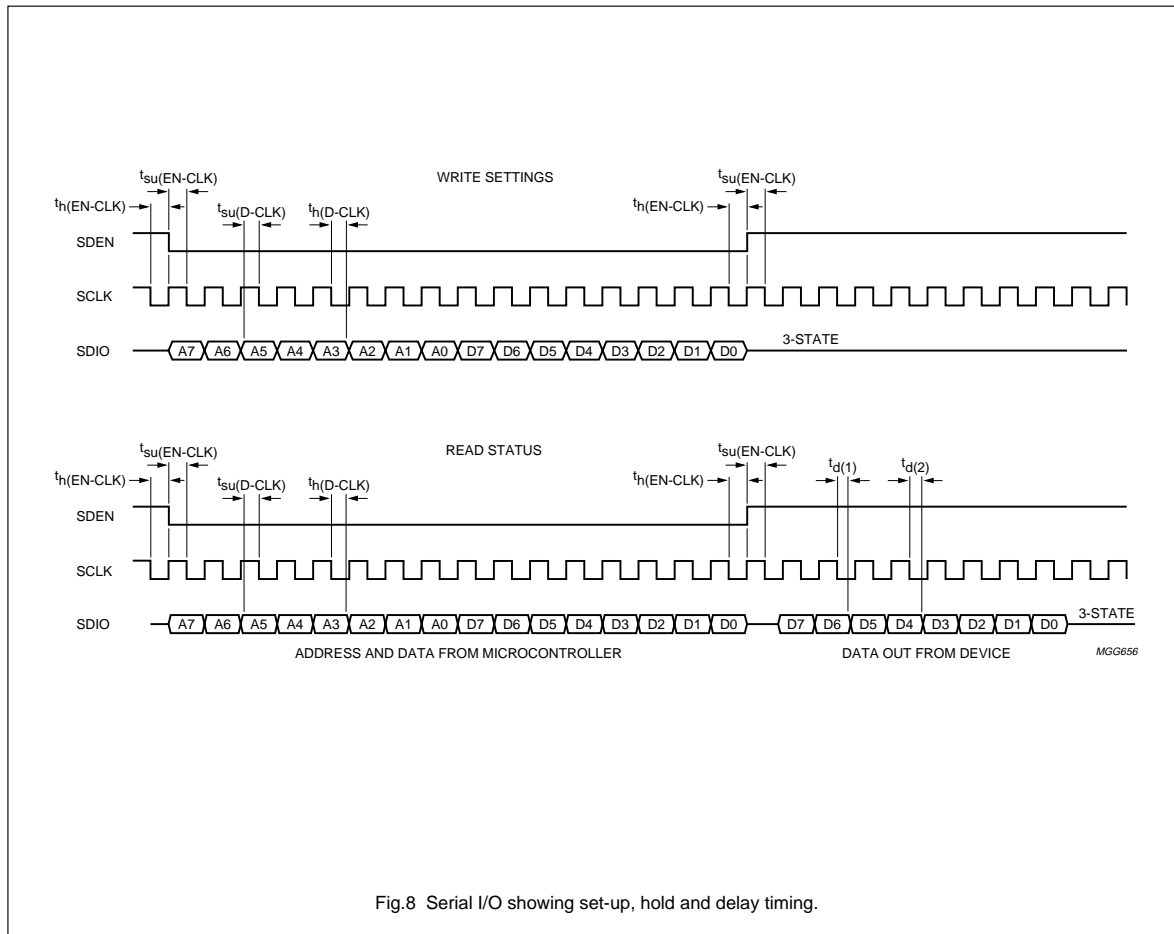 WRITE SETTINGS
tsu(EN-CLK)
tsu(EN-CLK)
th(EN-CLK)
tsu(D-CLK)
th(D-CLK)
th(EN-CLK)
SDEN
SCLK
SDIO
A7 A6 A5 A4 A3 A2 A1 A0 D7 D6 D5 D4 D3 D2 D1 D0
3-STATE
READ STATUS
tsu(EN-CLK)
tsu(EN-CLK)
th(EN-CLK)
tsu(D-CLK)
th(D-CLK)
th(EN-CLK)
td(1)
td(2)
SDEN
SCLK
SDIO
A7 A6 A5 A4 A3 A2 A1 A0 D7 D6 D5 D4 D3 D2 D1 D0 D7 D6 D5 D4 D3 D2 D1 D0
3-STATE
ADDRESS AND DATA FROM MICROCONTROLLER
DATA OUT FROM DEVICE
MGG656
Fig.8 Serial I/O showing set-up, hold and delay timing.